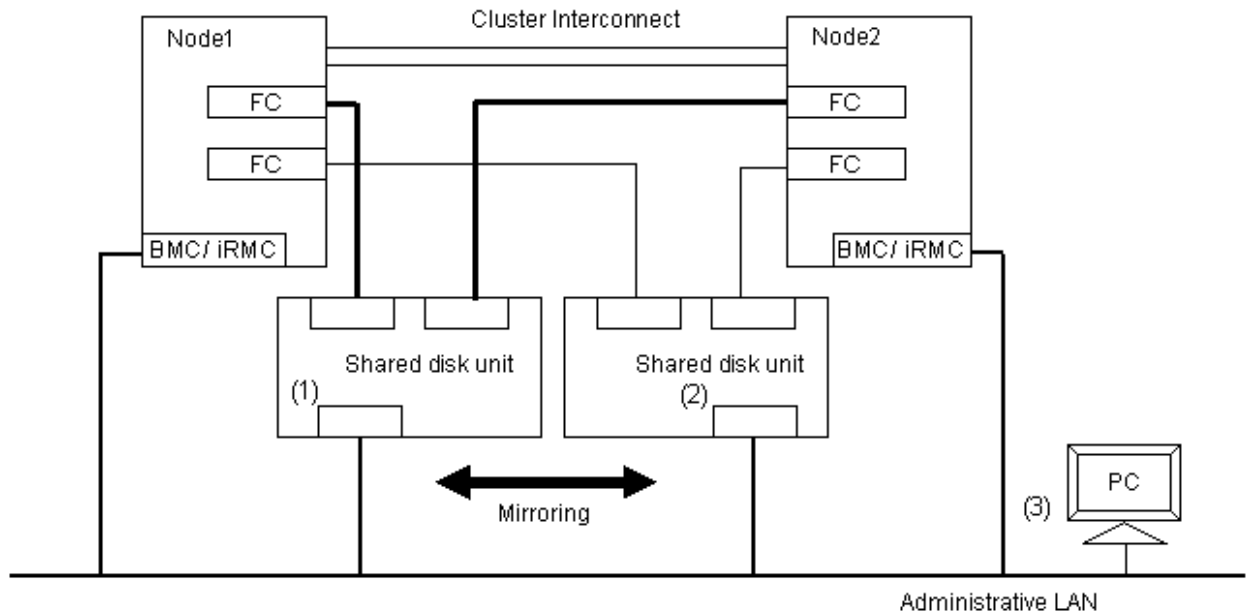 Cluster Interconnect
Node1
Node2
FC
FC
FC
FC
BMC/ iRMC
BMC/ iRMC
Shared disk unit
(1)
Shared disk unit
(2)
Mirroring
(3)
PC
Administrative LAN